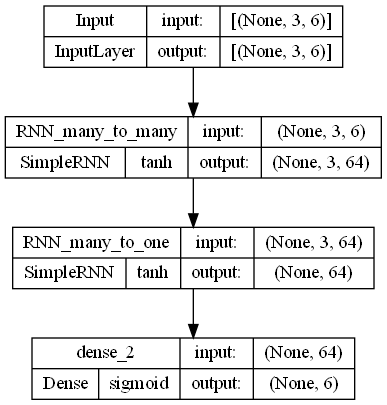 Input input: [(None, 3, 6)]
InputLayer output: [(None, 3, 6)]
RNN_many_to_many input: (None, 3, 6)
SimpleRNN tanh output: (None, 3, 64)
RNN_many_to_one input: (None, 3, 64)
SimpleRNN tanh output: (None, 64)
dense_2 input: (None, 64)
Dense sigmoid output: (None, 6)